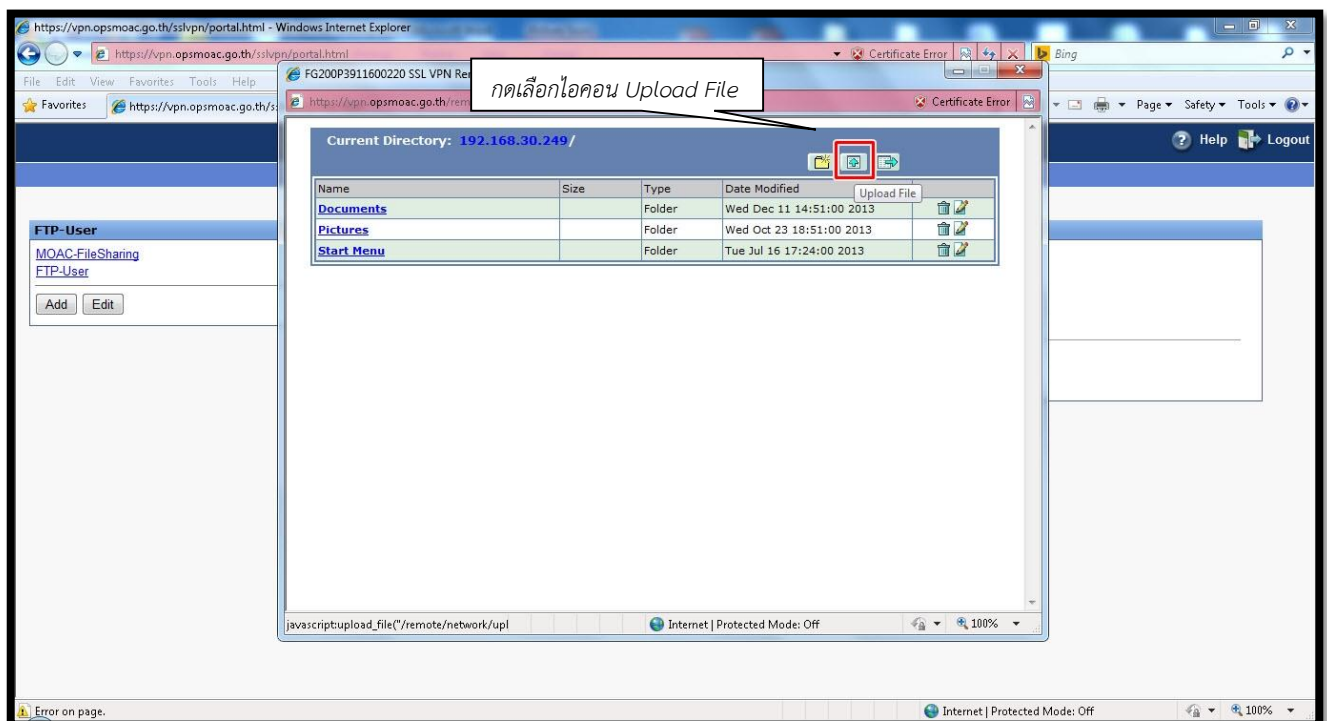 https://vpn.opsmoac.go.th/sslvpn/portal.html - Windows Internet Explorer
https://vpn.opsmoac.go.th/sslvpn/portal.html
Certificate Error
Bing
File Edit View Favorites Tools Help
Favorites
https://vpn.opsmoac.go.th/s
Page Safety Tools
Help Logout
FTP-User
MOAC-FileSharing
FTP-User
Add Edit
FG200P3911600220 SSL VPN
กดเลือกไอคอน Upload File
https://vpn.opsmoac.go.th/rem
Certificate Error
Current Directory: 192.168.30.249/
Upload File
Name Size Type Date Modified
Documents Folder Wed Dec 11 14:51:00 2013
Pictures Folder Wed Oct 23 18:51:00 2013
Start Menu Folder Tue Jul 16 17:24:00 2013
javascript:upload_file("/remote/network/upl
Internet | Protected Mode: Off
100%
Error on page.
Internet | Protected Mode: Off
100%